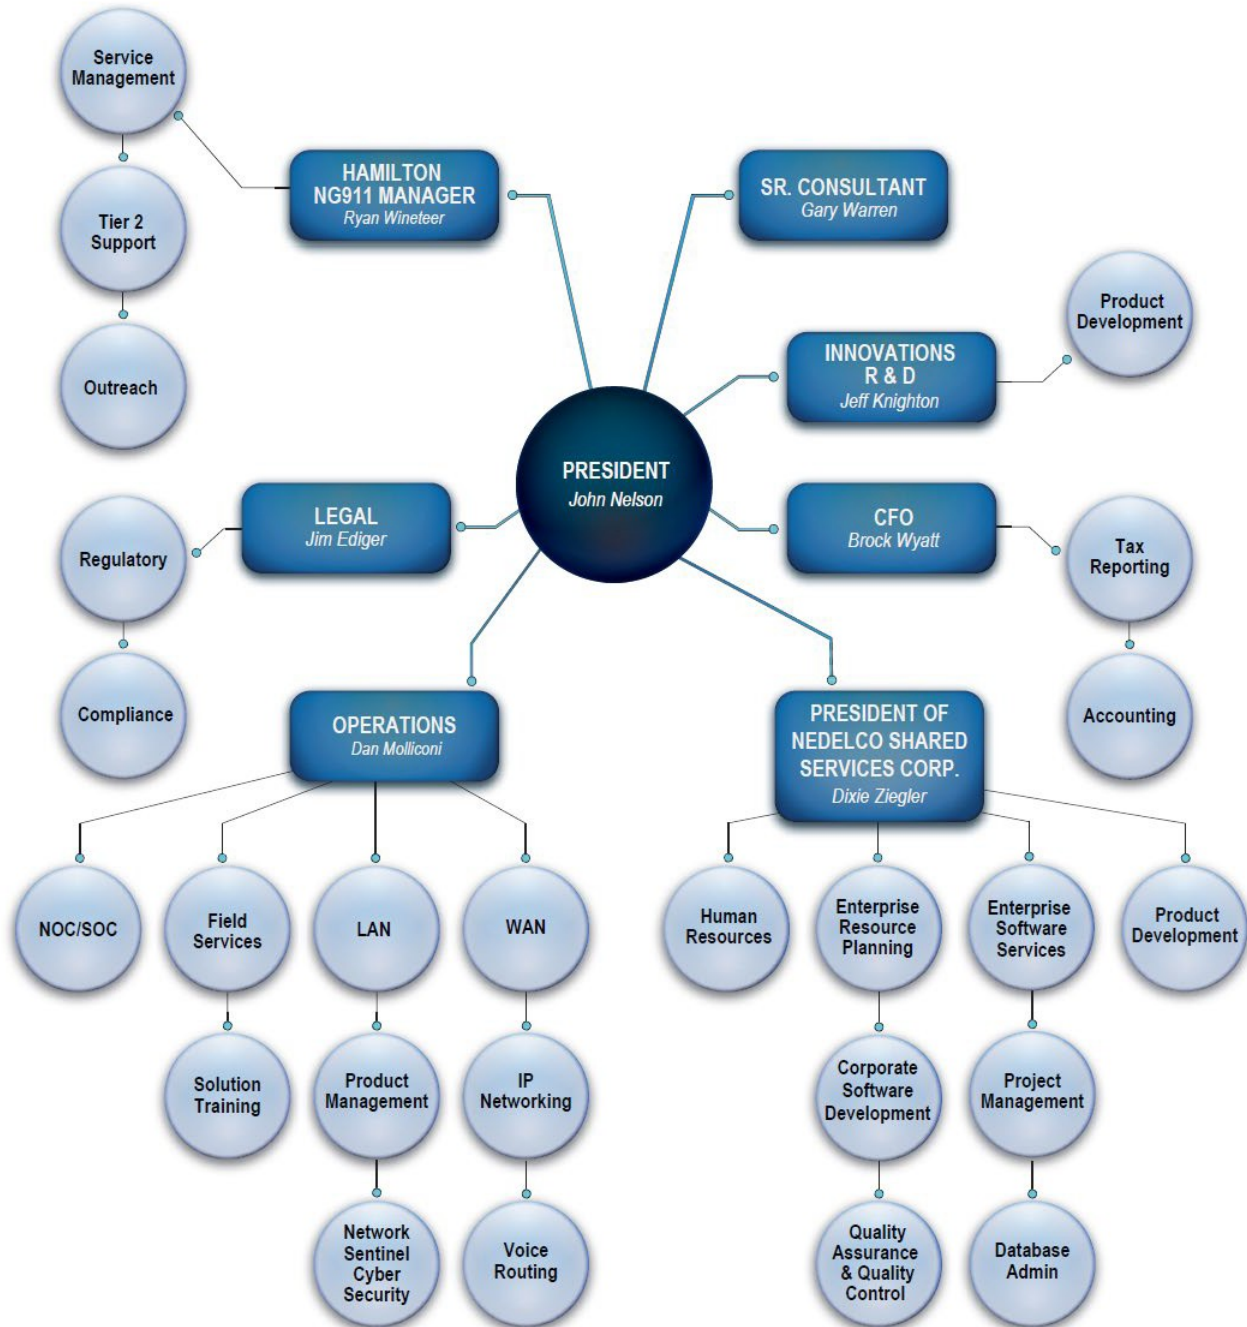 Service
Management
HAMILTON
NG911 MANAGER
Ryan Wineteer
SR. CONSULTANT
Gary Warren
Tier 2
Support
Product
Development
INNOVATIONS
R & D
Jeff Knighton
Outreach
PRESIDENT
John Nelson
LEGAL
Jim Ediger
CFO
Brock Wyatt
Regulatory
Tax
Reporting
Compliance
Accounting
OPERATIONS
Dan Molliconi
PRESIDENT OF
NEDELCO SHARED
SERVICES CORP.
Dixie Ziegler
NOC/SOC
Field
Services
LAN
WAN
Human
Resources
Enterprise
Resource
Planning
Enterprise
Software
Services
Product
Development
Solution
Training
Product
Management
IP
Networking
Corporate
Software
Development
Project
Management
Network
Sentinel
Cyber
Security
Voice
Routing
Quality
Assurance
& Quality
Control
Database
Admin